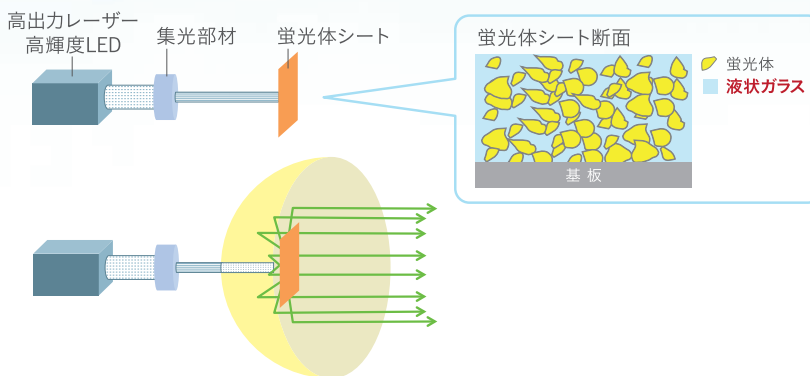 高出力レーザー
高輝度LED
集光部材
蛍光体シート
蛍光体シート断面
蛍光体
液状ガラス
基 板